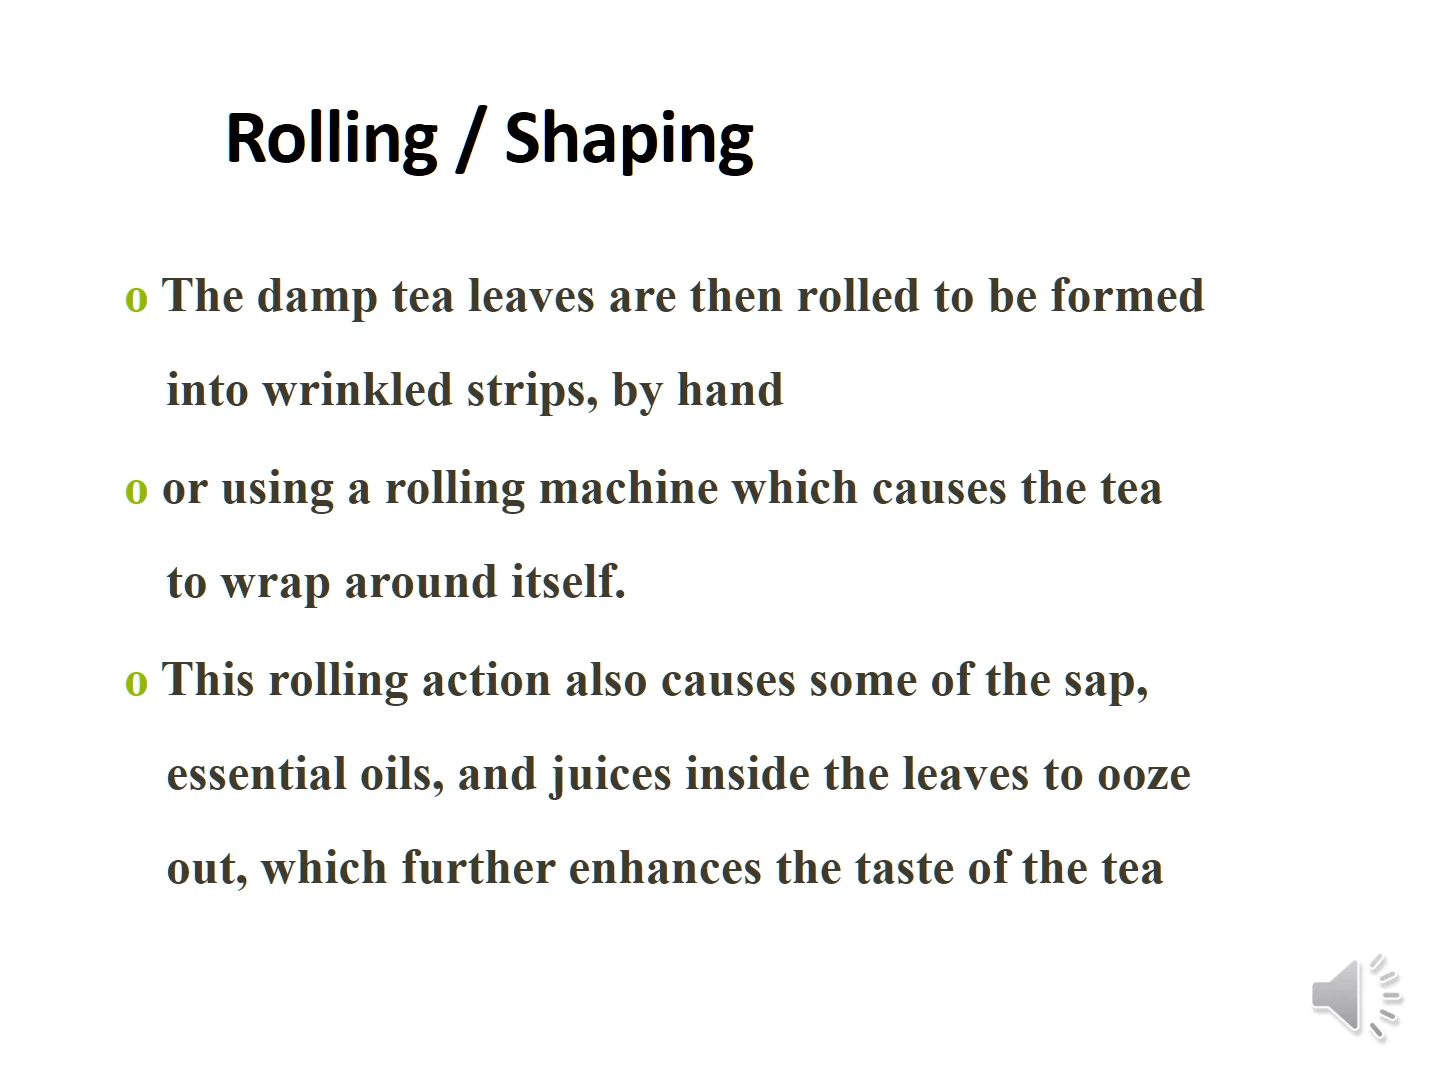 Rolling / Shaping
o The damp tea leaves are then rolled to be formed
into wrinkled strips, by hand
o or using a rolling machine which causes the tea
to wrap around itself.
o This rolling action also causes some of the sap,
essential oils, and juices inside the leaves to ooze
out, which further enhances the taste of the tea